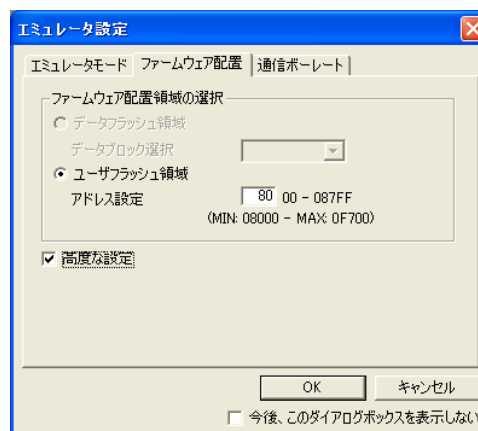 エミュレータ設定
エミュレータモード ファームウェア配置 通信ボーレート
ファームウェア配置領域の選択
データフラッシュ領域
データブロック選択
ユーザフラッシュ領域
アドレス設定 80 00 - 087FF
(MIN: 08000 - MAX: 0F700)
高度な設定
OK キャンセル
今後、このダイアログボックスを表示しない